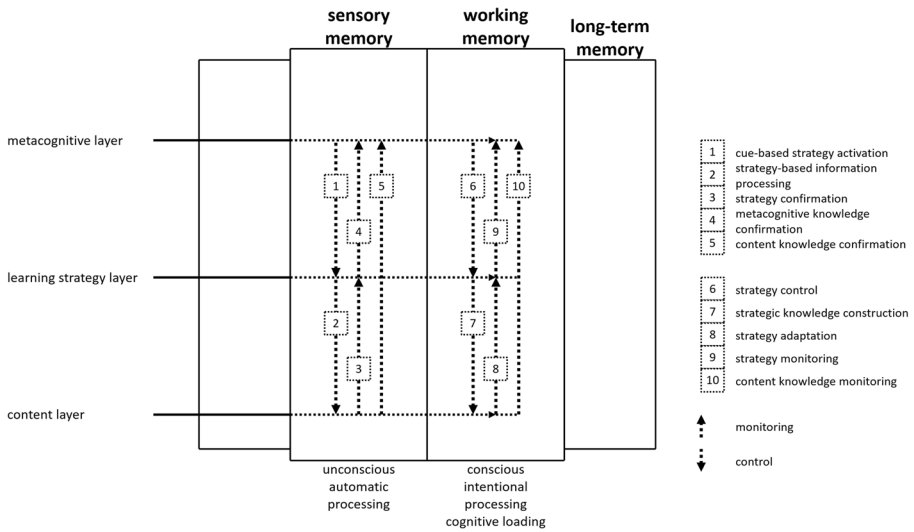 sensory
memory
working
memory
long-term
memory
metacognitive layer
learning strategy layer
content layer
1
5
4
2
3
6
10
9
7
8
unconscious
automatic
processing
conscious
intentional
processing
cognitive loading
1 cue-based strategy activation
2 strategy-based information
processing
3 strategy confirmation
4 metacognitive knowledge
confirmation
5 content knowledge confirmation
6 strategy control
7 strategic knowledge construction
8 strategy adaptation
9 strategy monitoring
10 content knowledge monitoring
monitoring
control